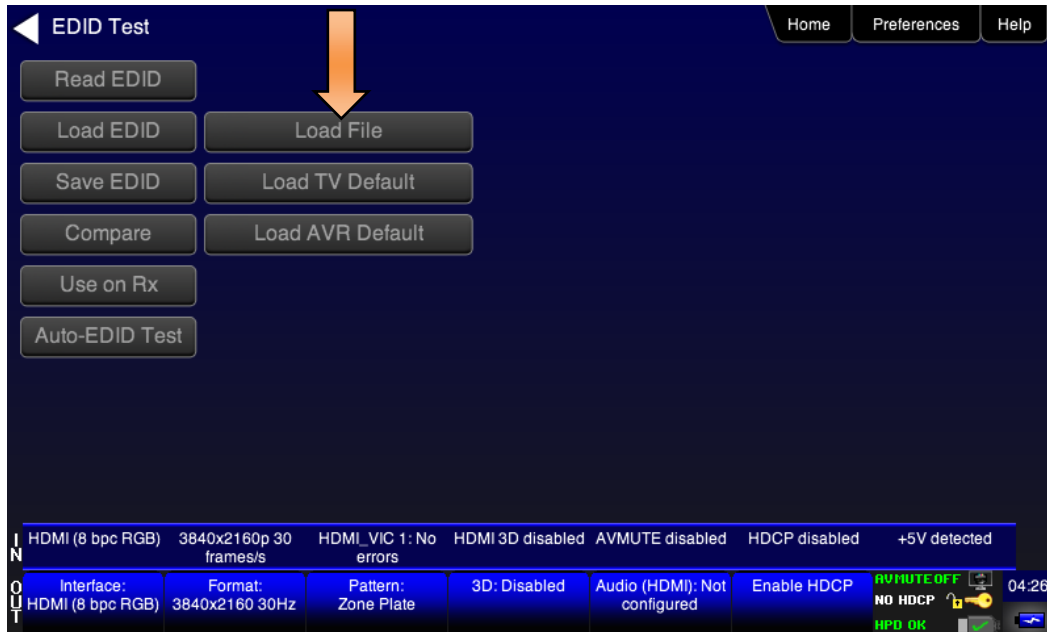 EDID Test
Home
Preferences
Help
Read EDID
Load EDID
Load File
Save EDID
Load TV Default
Compare
Load AVR Default
Use on Rx
Auto-EDID Test
IN
HDMI (8 bpc RGB)
3840x2160p 30
frames/s
HDMI_VIC 1: No
errors
HDMI 3D disabled
AVMUTE disabled
HDCP disabled
+5V detected
OUT
Interface:
HDMI (8 bpc RGB)
Format:
3840x2160 30Hz
Pattern:
Zone Plate
3D: Disabled
Audio (HDMI): Not
configured
Enable HDCP
AVMUTEOFF
NO HDCP
HPD OK
04:26